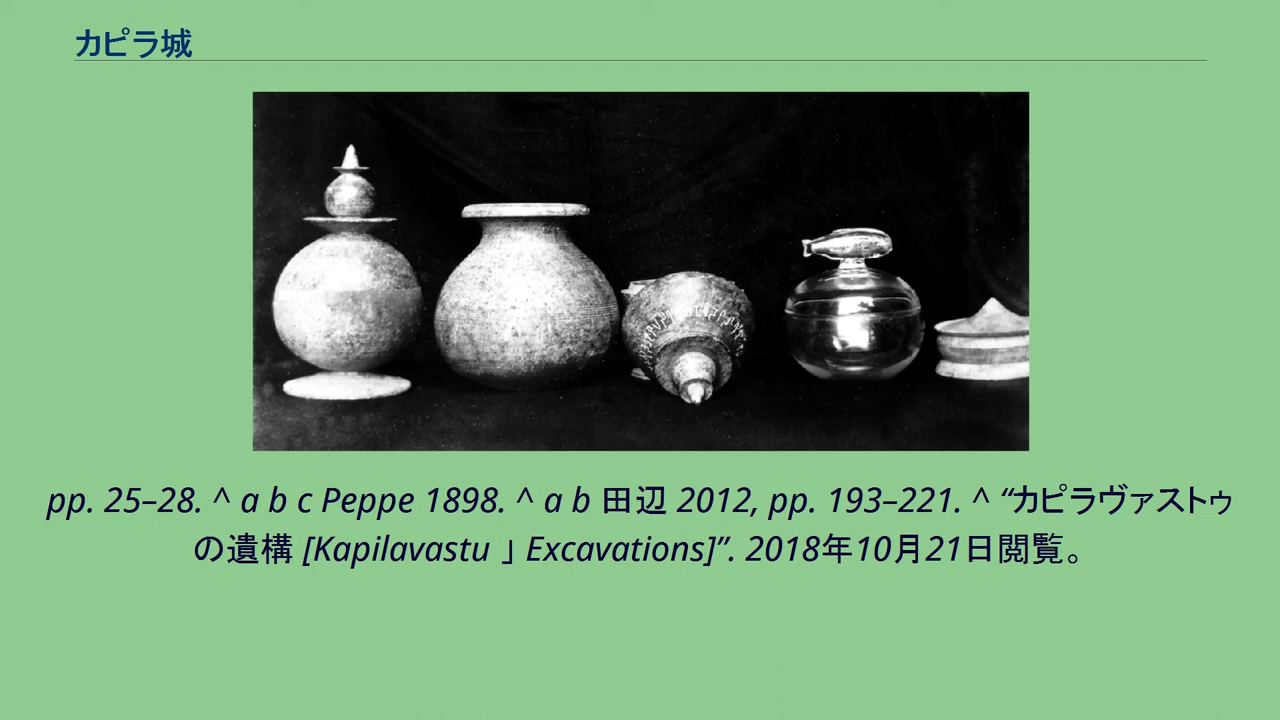 カピラ城
pp. 25–28. ^ a b c Peppe 1898. ^ a b 田辺 2012, pp. 193–221. ^ “カピラヴァストゥ
の遺構 [Kapilavastu 」Excavations]”. 2018年10月21日閲覧。